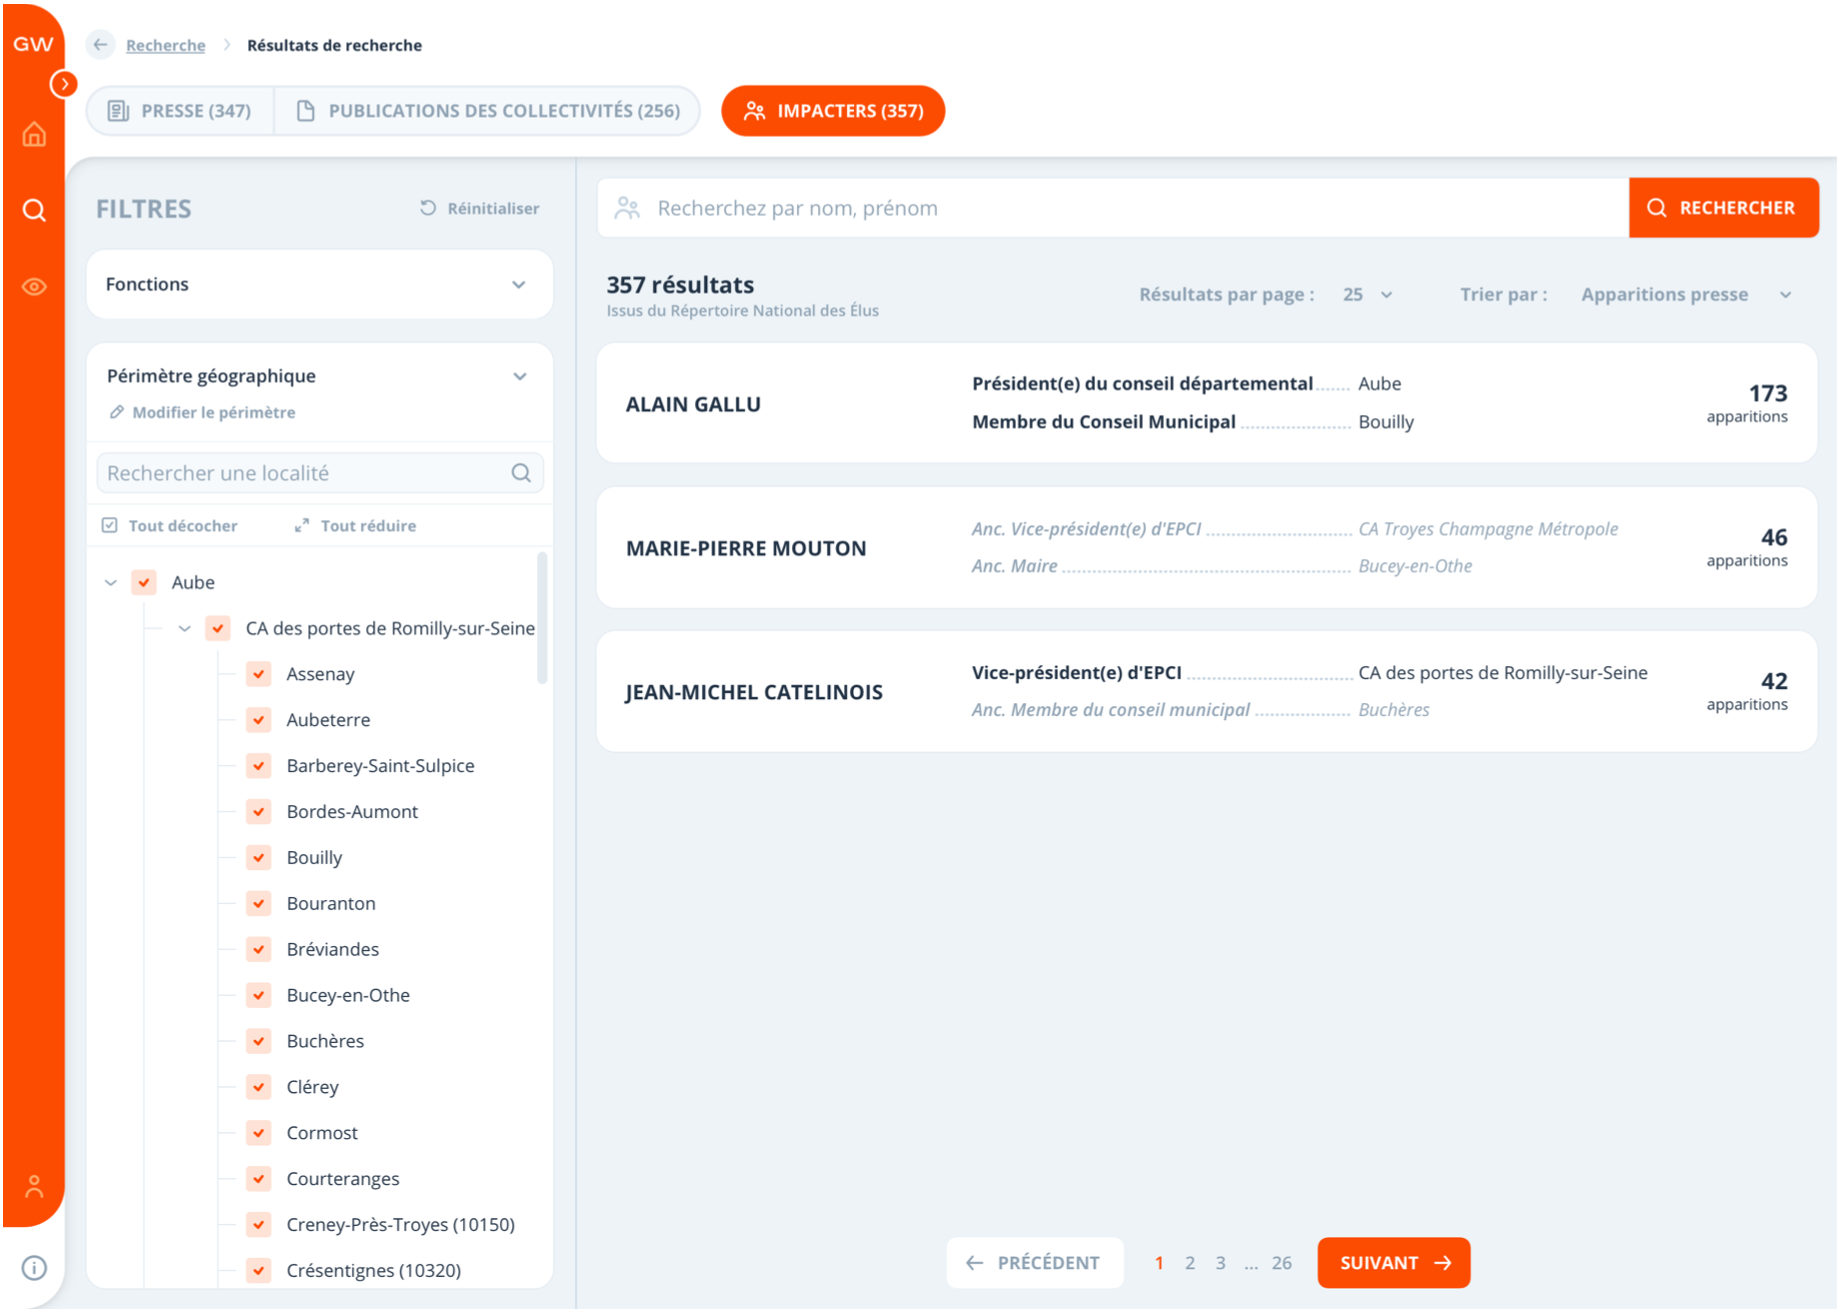 GW
Recherche
Résultats de recherche
PRESSE (347)
PUBLICATIONS DES COLLECTIVITÉS (256)
IMPACTERS (357)
FILTRES
Réinitialiser
Fonctions
Périmètre géographique
Modifier le périmètre
Rechercher une localité
Tout décocher
Tout réduire
Aube
CA des portes de Romilly-sur-Seine
Assenay
Aubeterre
Barberey-Saint-Sulpice
Bordes-Aumont
Bouilly
Bouranton
Bréviandes
Bucey-en-Othe
Buchères
Clérey
Cormost
Courteranges
Creney-Près-Troyes (10150)
Crésentignes (10320)
Recherchez par nom, prénom
RECHERCHER
357 résultats
Issus du Répertoire National des Élus
Résultats par page : 25
Trier par : Apparitions presse
ALAIN GALLU
Président(e) du conseil départemental ....... Aube
Membre du Conseil Municipal ...................... Bouilly
173
apparitions
MARIE-PIERRE MOUTON
Anc. Vice-président(e) d'EPCI ............................. CA Troyes Champagne Métropole
Anc. Maire .......................................................... Bucey-en-Othe
46
apparitions
JEAN-MICHEL CATELINOIS
Vice-président(e) d'EPCI ................................. CA des portes de Romilly-sur-Seine
Anc. Membre du conseil municipal ................... Buchères
42
apparitions
PRÉCÉDENT
1 2 3 ... 26
SUIVANT